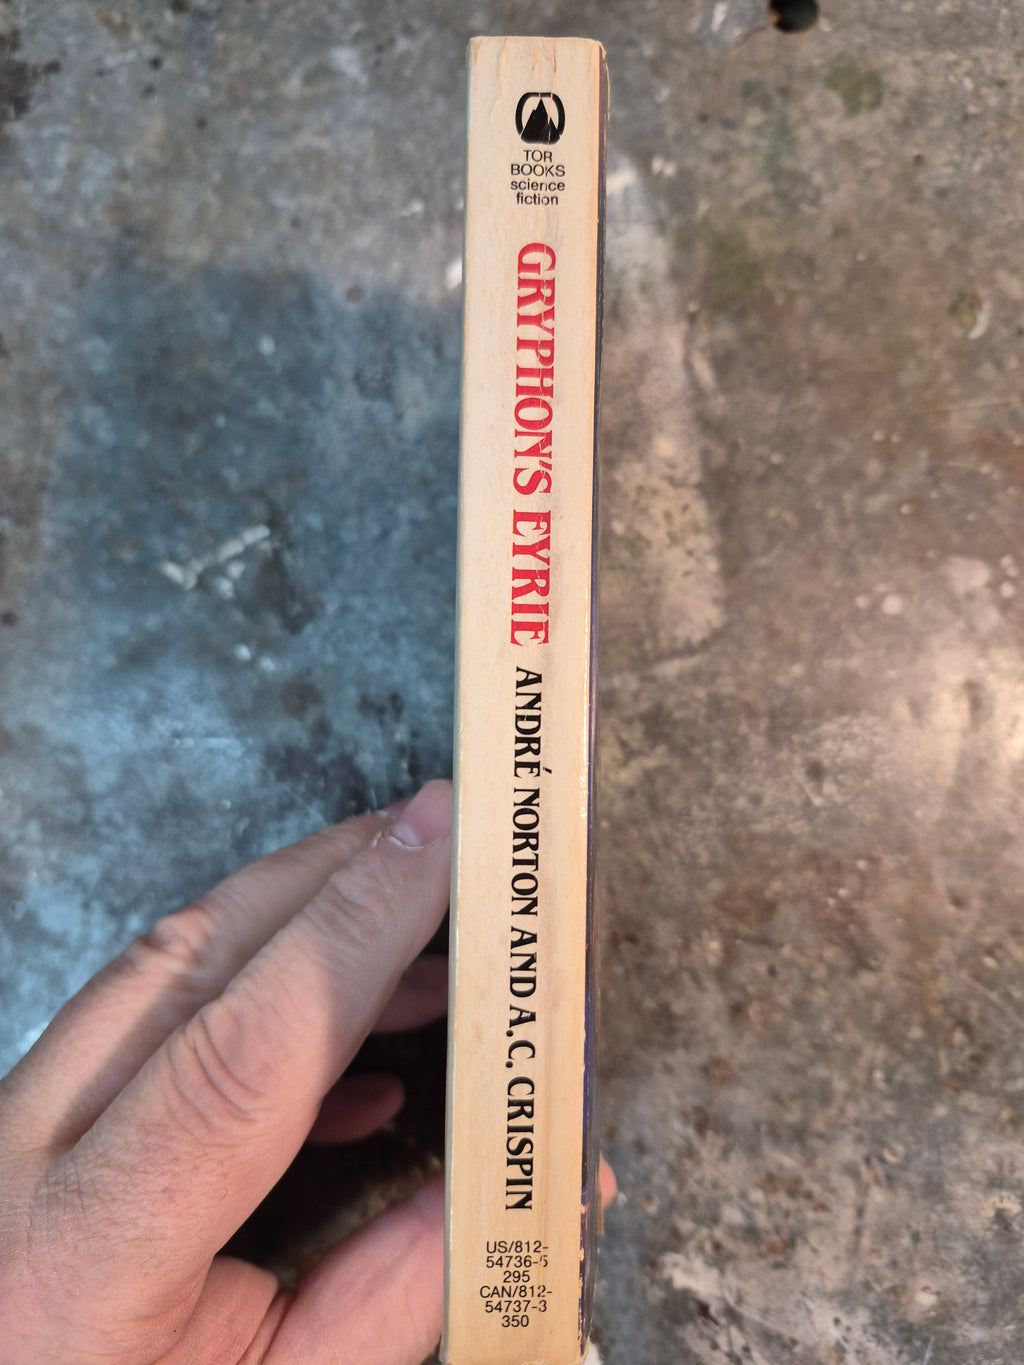 TOR
BOOKS
science
fiction
GRYPHON'S EYRIE
ANDRÉ NORTON AND A.C. CRISPIN
US/812-
54736-5
295
CAN/812-
54737-3
350